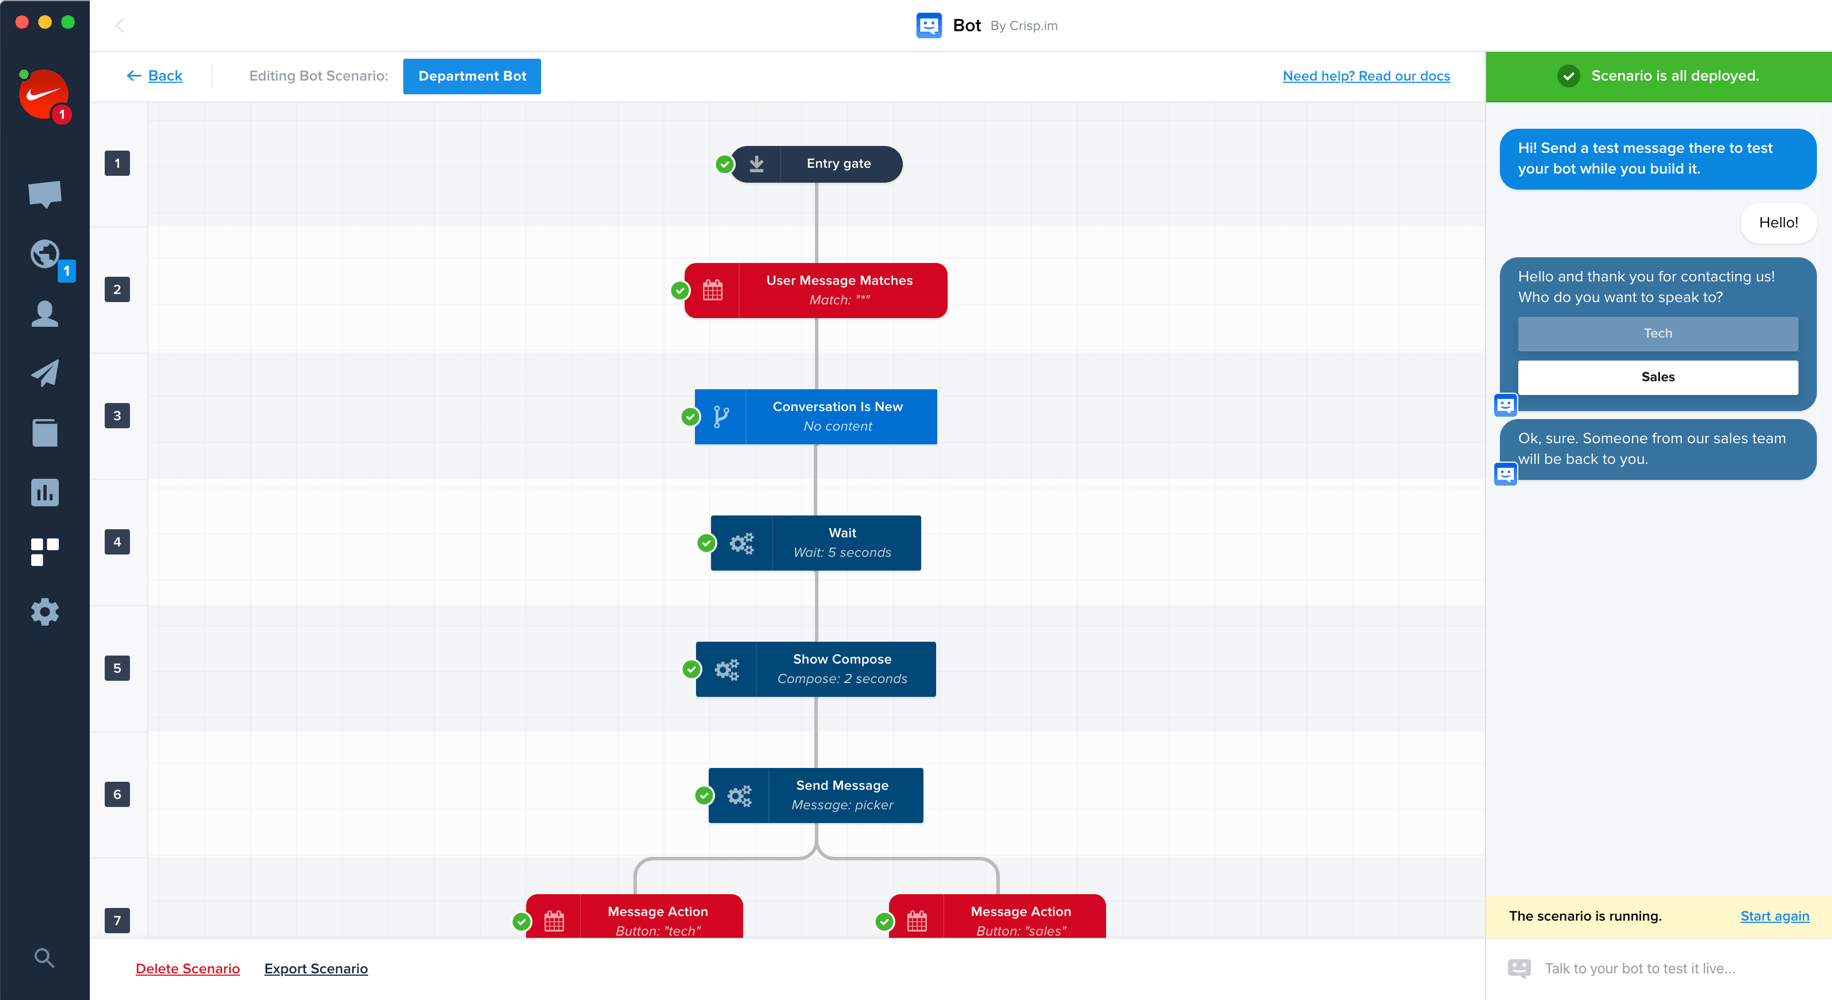 Bot By Crisp.im
Back
Editing Bot Scenario:
Department Bot
Need help? Read our docs
Scenario is all deployed.
1
1
1
Entry gate
2
User Message Matches
Match: "*"
3
Conversation Is New
No content
4
Wait
Wait: 5 seconds
5
Show Compose
Compose: 2 seconds
6
Send Message
Message: picker
7
Message Action
Button: "tech"
Message Action
Button: "sales"
Delete Scenario
Export Scenario
Hi! Send a test message there to test
your bot while you build it.
Hello!
Hello and thank you for contacting us!
Who do you want to speak to?
Tech
Sales
Ok, sure. Someone from our sales team
will be back to you.
The scenario is running.
Start again
Talk to your bot to test it live...